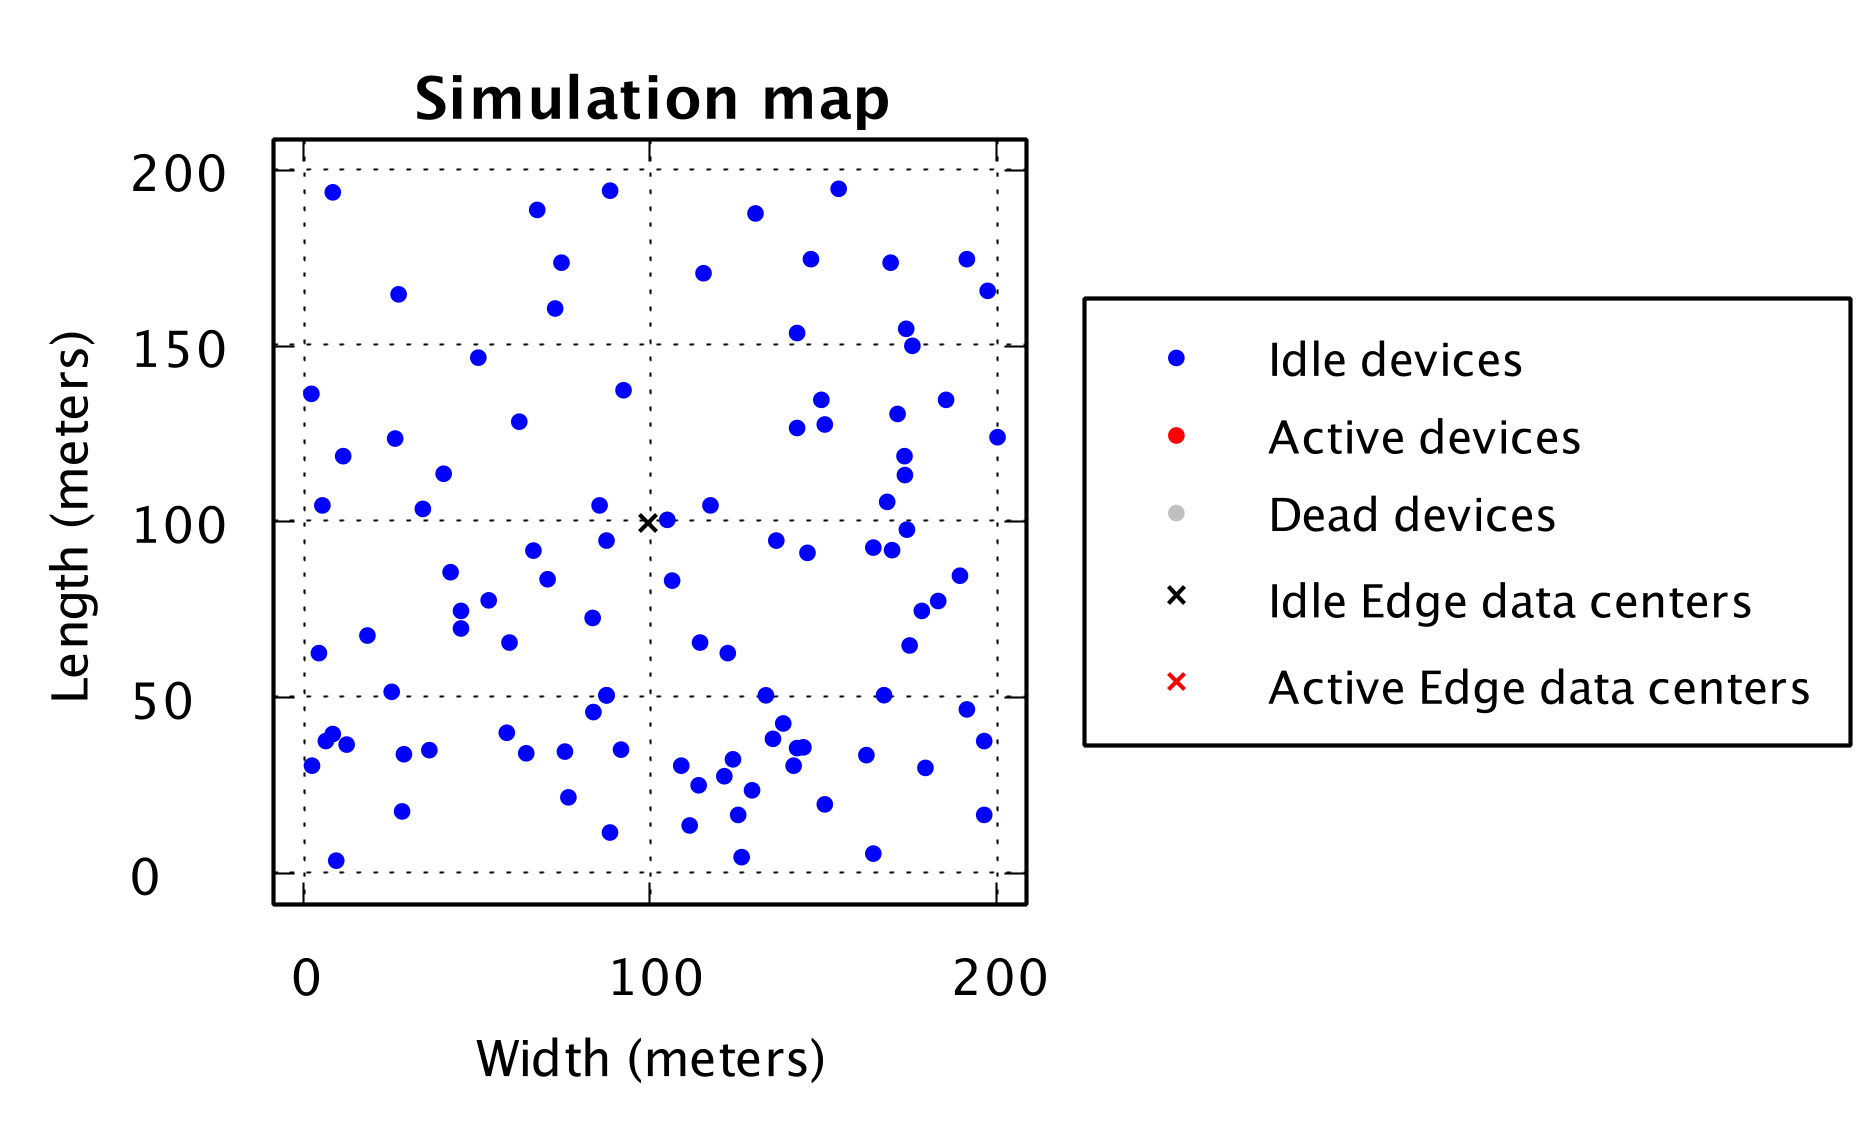 Simulation map
200
150
100
50
0
Length (meters)
0 100 200
Width (meters)
Idle devices
Active devices
Dead devices
Idle Edge data centers
Active Edge data centers